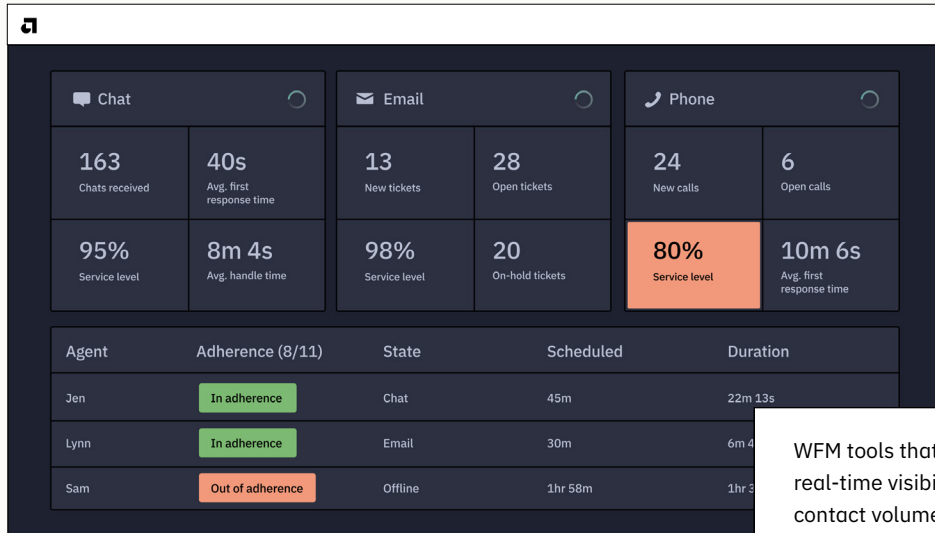 Chat
Email
Phone
163
Chats received
40s
Avg. first
response time
13
New tickets
28
Open tickets
24
New calls
6
Open calls
95%
Service level
8m 4s
Avg. handle time
98%
Service level
20
On-hold tickets
80%
Service level
10m 6s
Avg. first
response time
Agent Adherence (8/11) State Scheduled Duration
Jen In adherence Chat 45m 22m 13s
Lynn In adherence Email 30m 6m
Sam Out of adherence Offline 1hr 58m 1hr
WFM tools that
real-time
contact